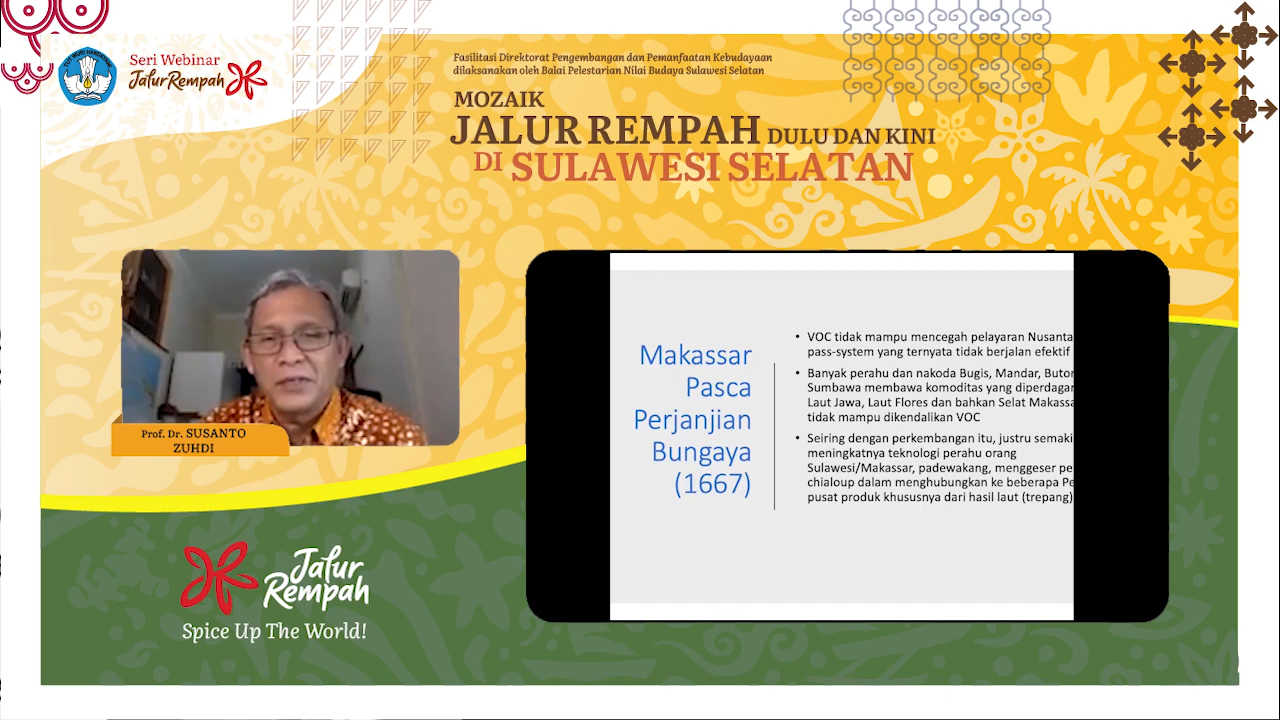 TUT WURI HANDAYANI
Seri Webinar
Jalur Rempah
Fasilitasi Direktorat Pengembangan dan Pemanfaatan Kebudayaan
dilaksanakan oleh Balai Pelestarian Nilai Budaya Sulawesi Selatan
MOZAIK
JALUR REMPAH DULU DAN KINI
DI SULAWESI SELATAN
Prof. Dr. SUSANTO
ZUHDI
Makassar
Pasca
Perjanjian
Bungaya
(1667)
• VOC tidak mampu mencegah pelayaran Nusanta
pass-system yang ternyata tidak berjalan efektif
• Banyak perahu dan nakoda Bugis, Mandar, Buton
Sumbawa membawa komoditas yang diperdagan
Laut Jawa, Laut Flores dan bahkan Selat Makassa
tidak mampu dikendalikan VOC
• Seiring dengan perkembangan itu, justru semaki
meningkatnya teknologi perahu orang
Sulawesi/Makassar, padewakang, menggeser pe
chialoup dalam menghubungkan ke beberapa Pe
pusat produk khususnya dari hasil laut (trepang)
Jalur
Rempah
Spice Up The World!